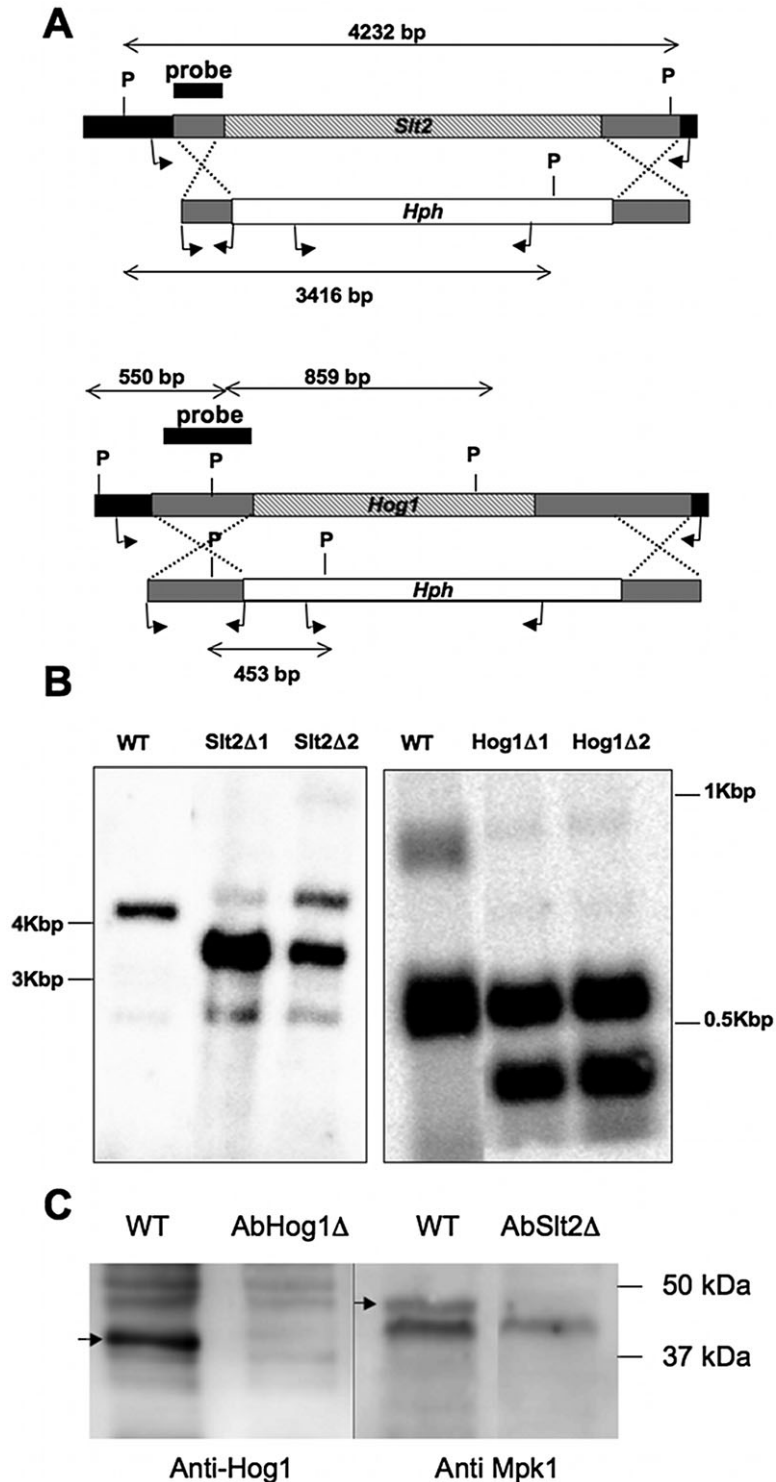 A
4232 bp
probe
P
P
Slt2
P
Hph
3416 bp
550 bp
859 bp
probe
P
P
P
Hog1
P
P
Hph
453 bp
B
WT Slt2Δ1 Slt2Δ2
WT Hog1Δ1 Hog1Δ2
1Kbp
4Kbp
3Kbp
0.5Kbp
C
WT AbHog1Δ
WT AbSlt2Δ
50 kDa
37 kDa
Anti-Hog1
Anti Mpk1